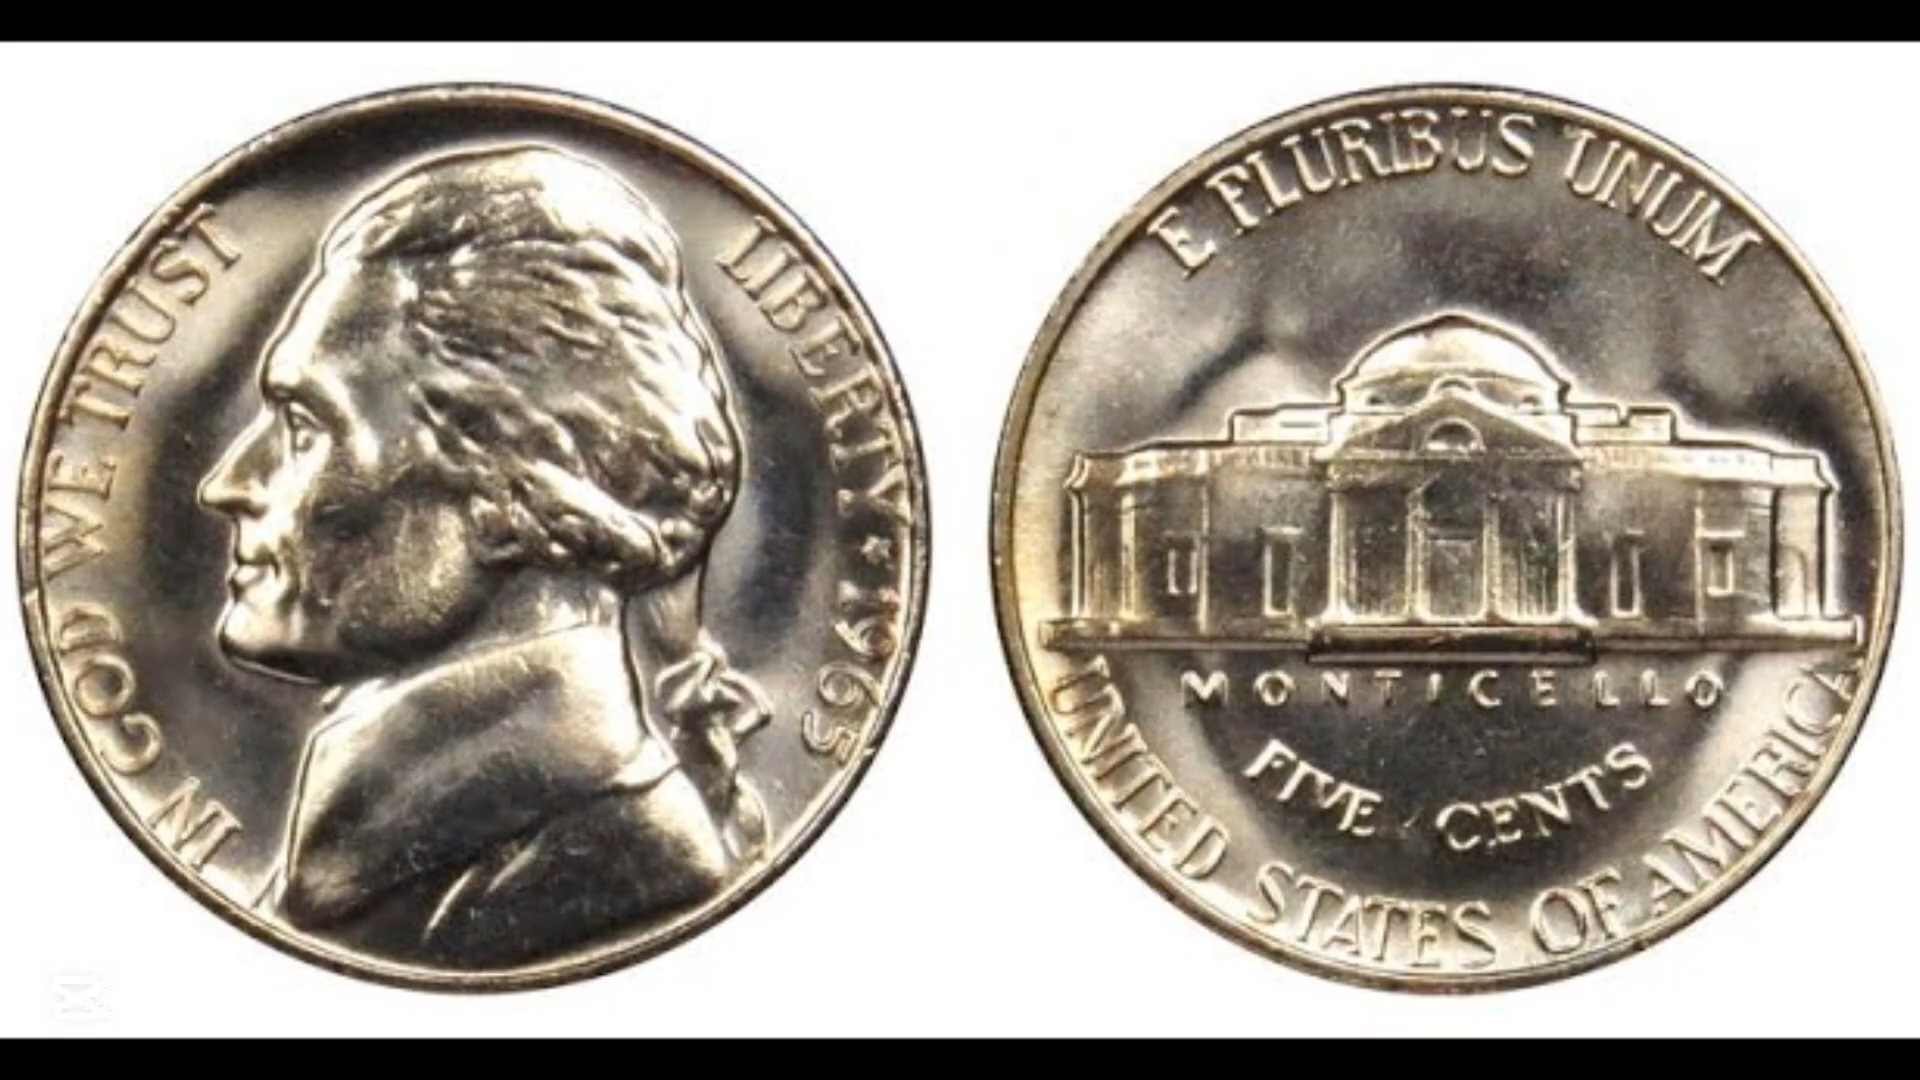 IN GOD WE TRUST
LIBERTY ★ 1965
E PLURIBUS UNUM
MONTICELLO
FIVE CENTS
UNITED STATES OF AMERICA